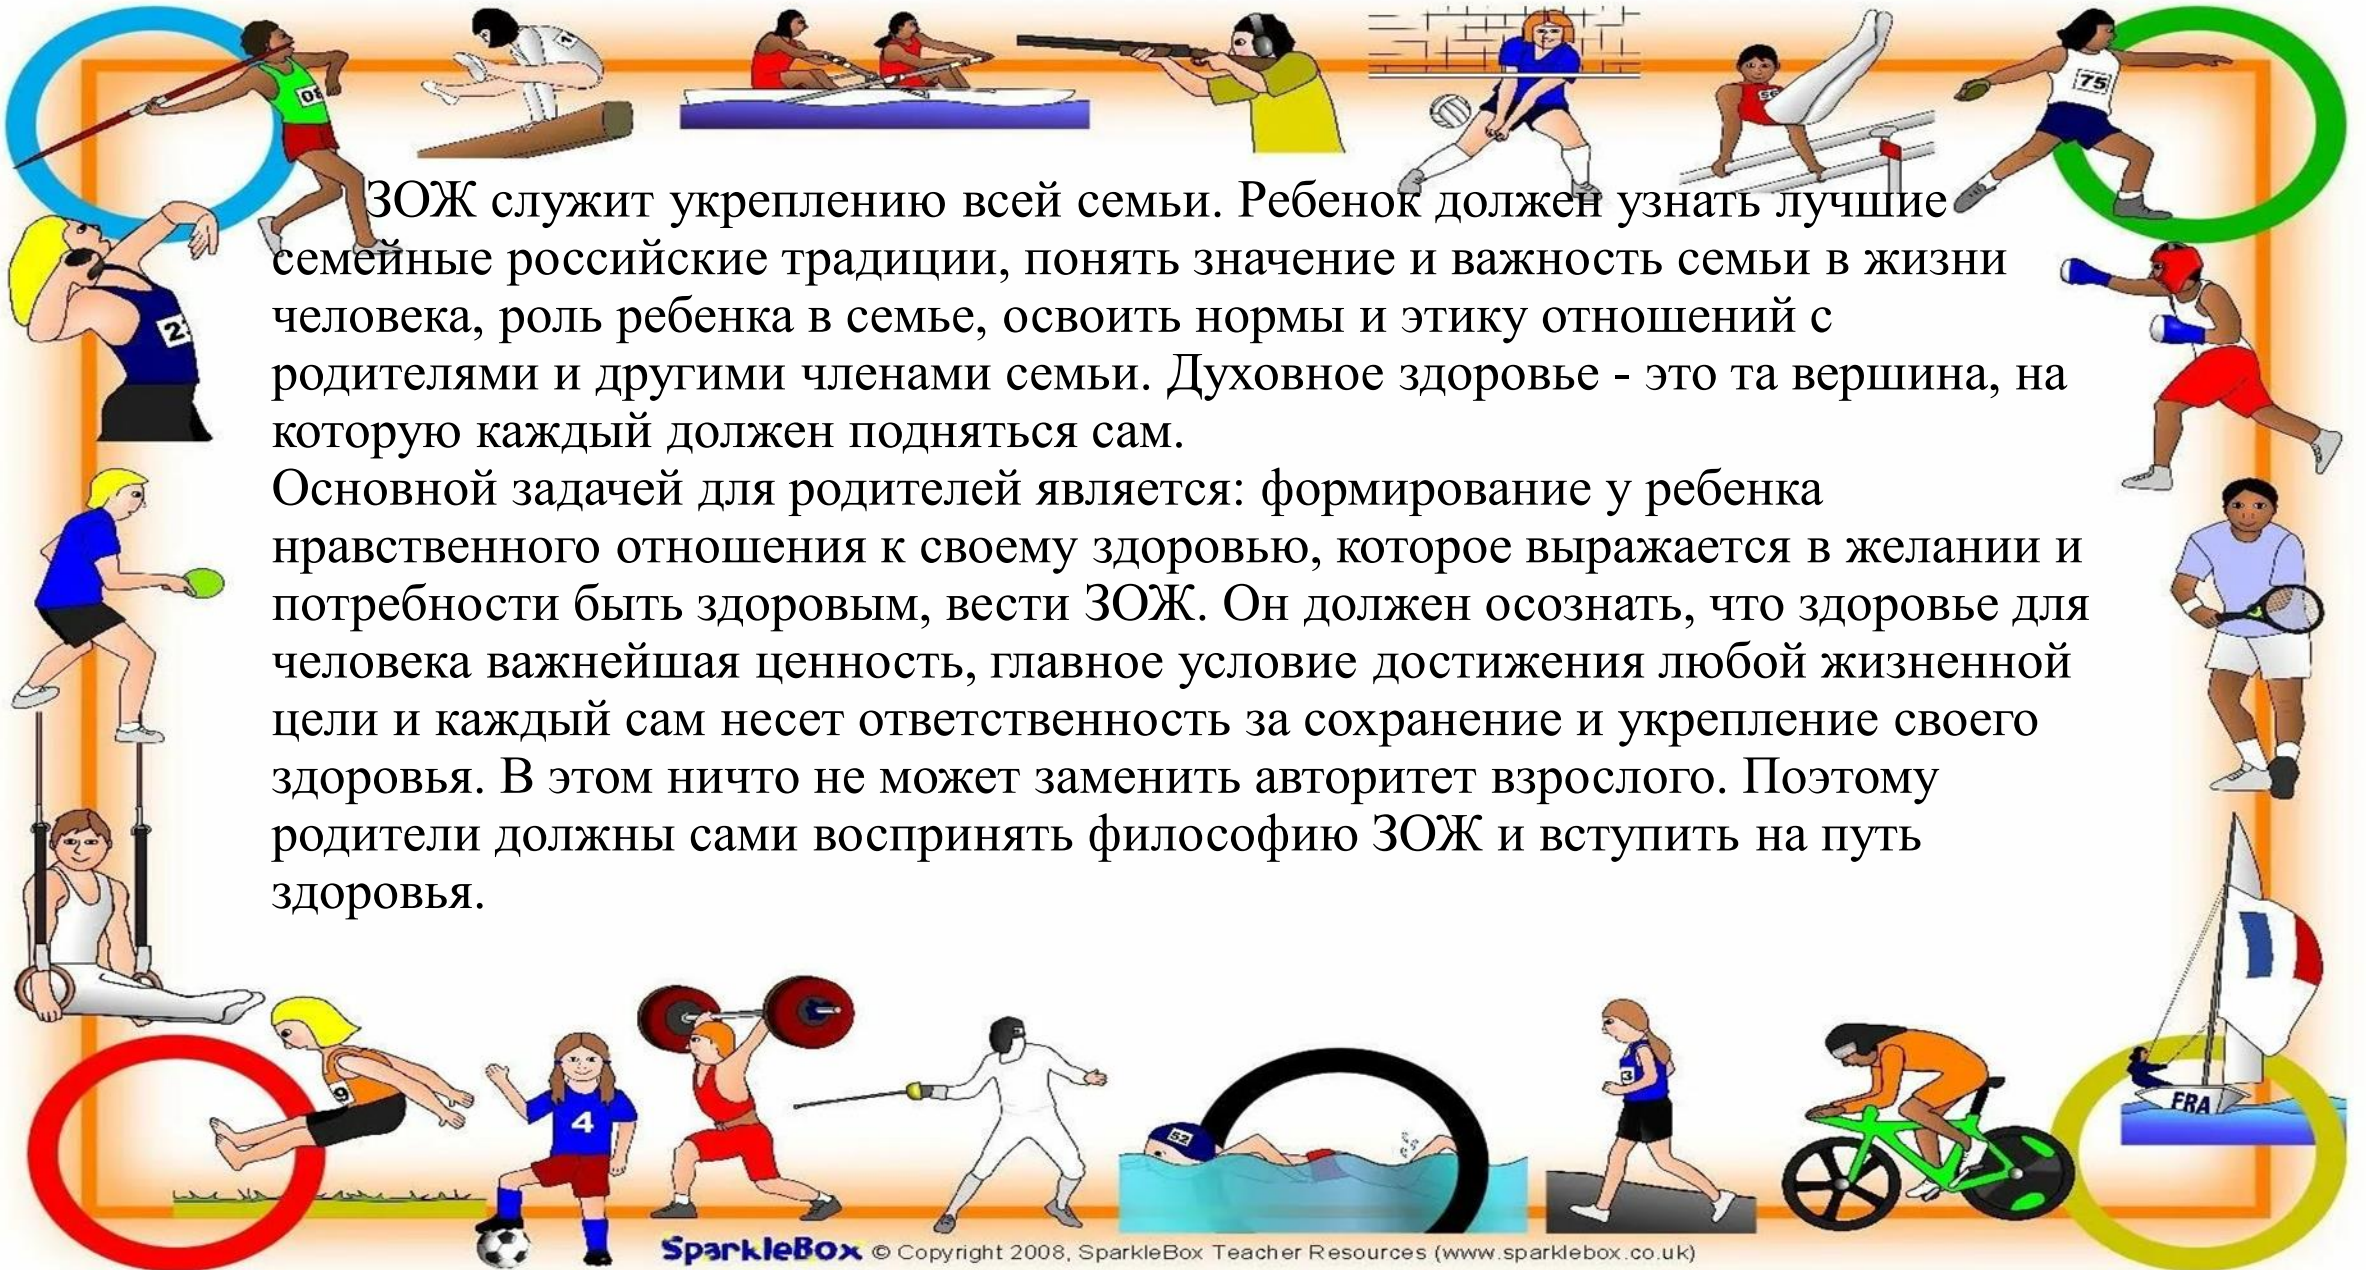 08
1
75
56
ЗОЖ служит укреплению всей семьи. Ребенок должен узнать лучшие
семейные российские традиции, понять значение и важность семьи в жизни
человека, роль ребенка в семье, освоить нормы и этику отношений с
родителями и другими членами семьи. Духовное здоровье - это та вершина, на
которую каждый должен подняться сам.
Основной задачей для родителей является: формирование у ребенка
нравственного отношения к своему здоровью, которое выражается в желании и
потребности быть здоровым, вести ЗОЖ. Он должен осознать, что здоровье для
человека важнейшая ценность, главное условие достижения любой жизненной
цели и каждый сам несет ответственность за сохранение и укрепление своего
здоровья. В этом ничто не может заменить авторитет взрослого. Поэтому
родители должны сами воспринять философию ЗОЖ и вступить на путь
здоровья.
9
4
52
3
FRA
SparkleBox © Copyright 2008, SparkleBox Teacher Resources (www.sparklebox.co.uk)